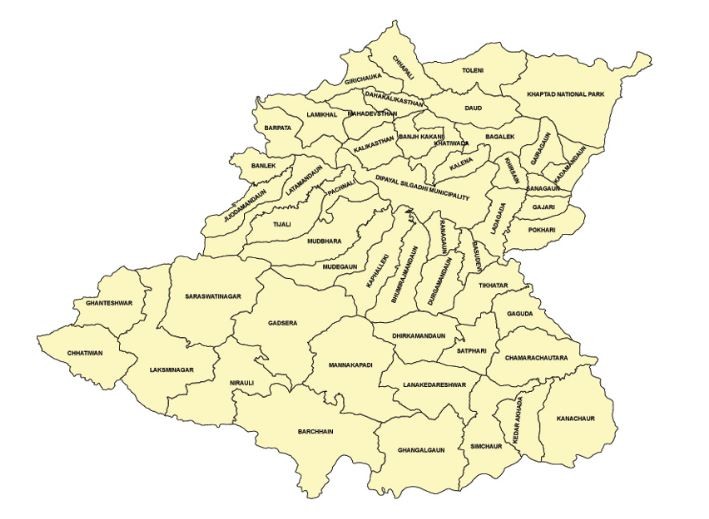 CHHAPALI
TOLENI
GIRICHAUKA
KHAPTAD NATIONAL PARK
DAHAKALIKASTHAN
DAUD
LAMIKHAL
MAHADEVSTHAN
BARPATA
BANJH KAKANI
BAGALEK
KHATIWADA
KALIKASTHAN
GAIRAGAUN
KADAMANDAUN
KALENA
BANLEK
LATAMANDAUN
PACHNALI
DIPAYAL SILGADHI MUNICIPALITY
SANAGAUN
JIJODAMANDAUN
LADAGADA
GAJARI
TIJALI
RANAGAUN
POKHARI
MUDBHARA
BASUDEVI
MUDEGAUN
KAPHALLEKI
BHUMIRAJMANDAUN
DURGAMANDAUN
TIKHATAR
GHANTESHWAR
SARASWATINAGAR
GAGUDA
GADSERA
DHIRKAMANDAUN
CHHATIWAN
SATPHARI
CHAMARACHAUTARA
LAKSMINAGAR
MANNAKAPADI
NIRAULI
LANAKEDARESHWAR
KEDAR AKHADA
KANACHAUR
BARCHHAIN
GHANGALGAUN
SIMCHAUR